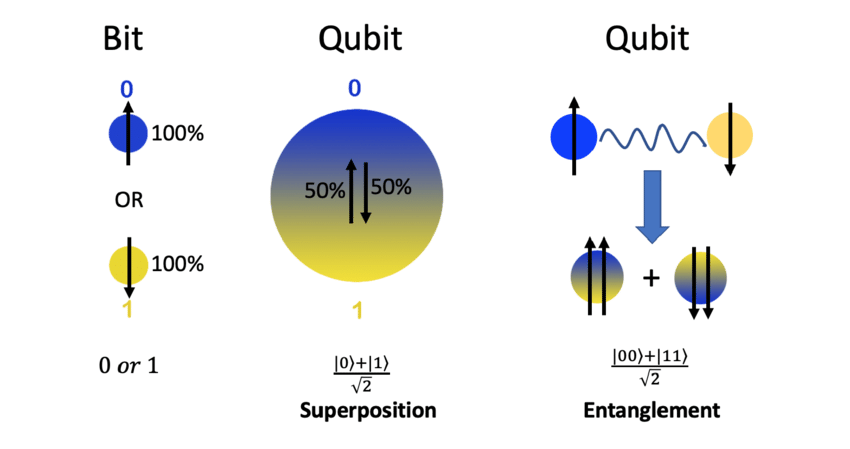 Bit
0
100%
OR
100%
1
0 or 1
Qubit
0
50% 50%
1
|0⟩+|1⟩
√2
Superposition
Qubit
+
|00⟩+|11⟩
√2
Entanglement